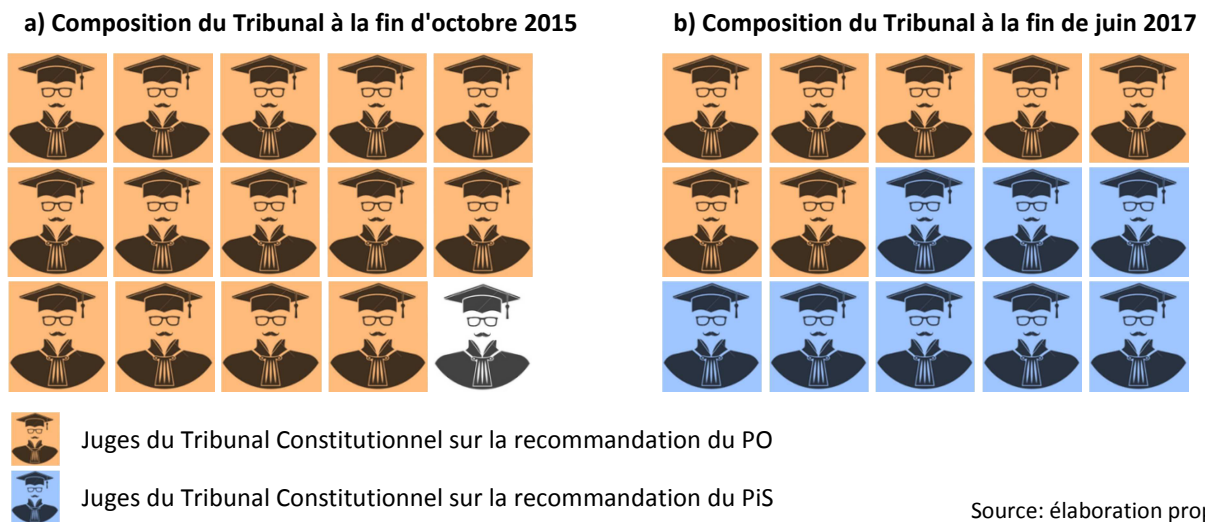 a) Composition du Tribunal à la fin d'octobre 2015
b) Composition du Tribunal à la fin de juin 2017
Juges du Tribunal Constitutionnel sur la recommandation du PO
Juges du Tribunal Constitutionnel sur la recommandation du PiS
Source: élaboration prop